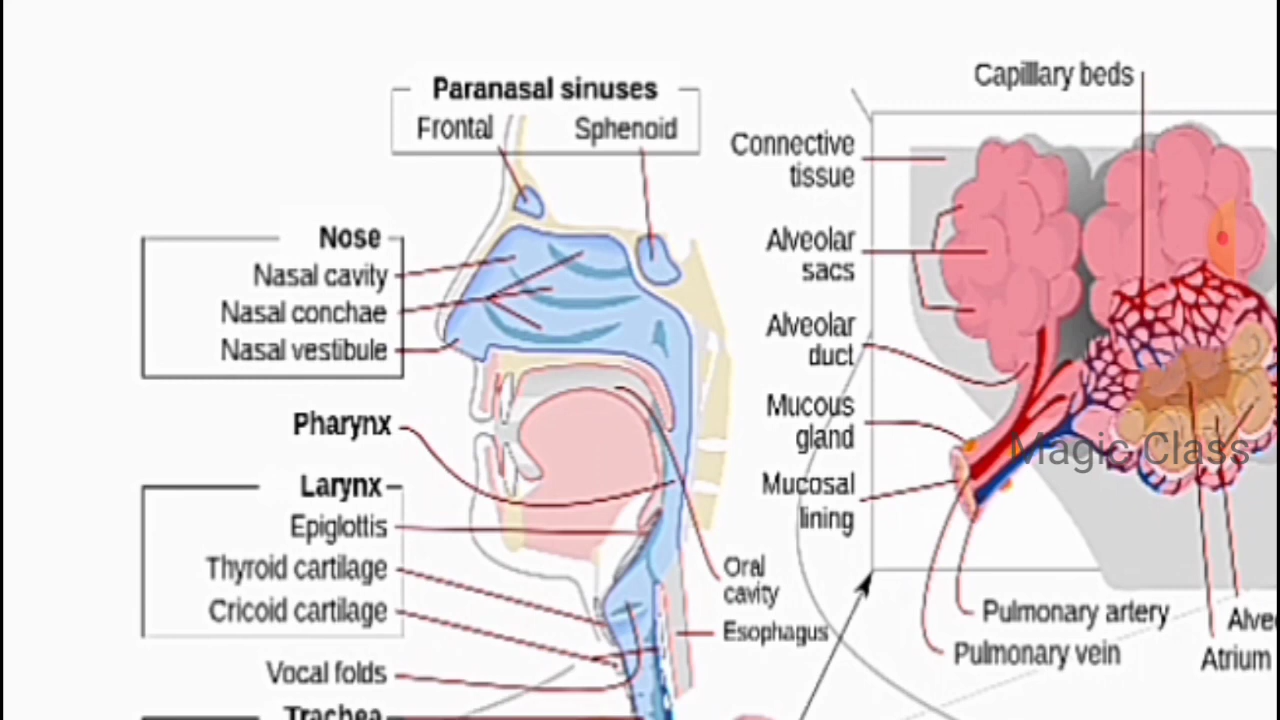 Paranasal sinuses
Frontal
Sphenoid
Nose
Nasal cavity
Nasal conchae
Nasal vestibule
Pharynx
Larynx
Epiglottis
Thyroid cartilage
Cricoid cartilage
Vocal folds
Trachea
Oral
cavity
Esophagus
Capilllary beds
Connective
tissue
Alveolar
sacs
Alveolar
duct
Mucous
gland
Mucosal
lining
Magic Class
Pulmonary artery
Pulmonary vein
Alve
Atrium